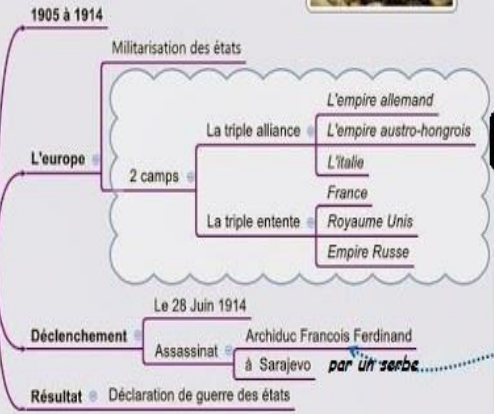 1905 à 1914
Militarisation des états
L'europe
2 camps
La triple alliance
L'empire allemand
L'empire austro-hongrois
L'italie
La triple entente
France
Royaume Unis
Empire Russe
Déclenchement
Le 28 Juin 1914
Assassinat
Archiduc Francois Ferdinand
à Sarajevo
par un serbe
Résultat
Déclaration de guerre des états